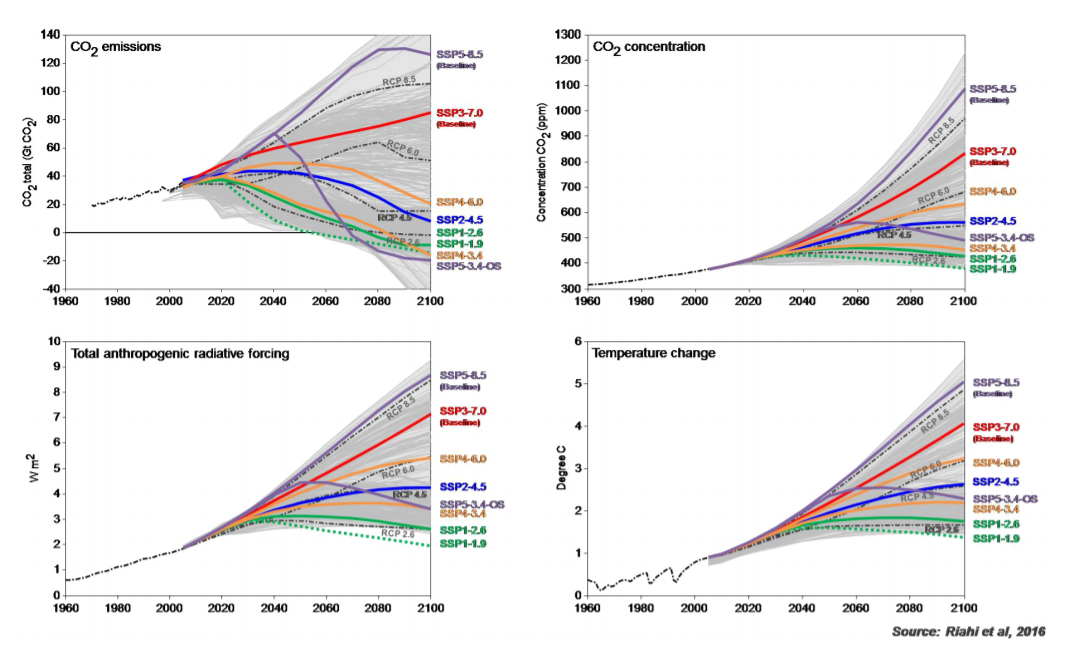 CO2 emissions
140
120
100
80
60
40
20
0
-20
-40
CO2 total (Gt CO2)
1960 1980 2000 2020 2040 2060 2080 2100
RCP 8.5
RCP 6.0
RCP 4.5
RCP 2.6
SSP5-8.5
(Baseline)
SSP3-7.0
(Baseline)
SSP4-6.0
SSP2-4.5
SSP1-2.6
SSP1-1.9
SSP4-3.4
SSP5-3.4-OS
CO2 concentration
1300
1200
1100
1000
900
800
700
600
500
400
300
Concentration CO2 (ppm)
1960 1980 2000 2020 2040 2060 2080 2100
RCP 8.5
RCP 6.0
RCP 4.5
RCP 2.6
SSP5-8.5
(Baseline)
SSP3-7.0
(Baseline)
SSP4-6.0
SSP2-4.5
SSP5-3.4-OS
SSP4-3.4
SSP1-2.6
SSP1-1.9
Total anthropogenic radiative forcing
10
9
8
7
6
5
4
3
2
1
0
W m2
1960 1980 2000 2020 2040 2060 2080 2100
RCP 8.5
RCP 6.0
RCP 4.5
RCP 2.6
SSP5-8.5
(Baseline)
SSP3-7.0
(Baseline)
SSP4-6.0
SSP2-4.5
SSP5-3.4-OS
SSP4-3.4
SSP1-2.6
SSP1-1.9
Temperature change
6
5
4
3
2
1
0
Degree C
1960 1980 2000 2020 2040 2060 2080 2100
RCP 8.5
RCP 6.0
RCP 4.5
RCP 2.6
SSP5-8.5
(Baseline)
SSP3-7.0
(Baseline)
SSP4-6.0
SSP2-4.5
SSP5-3.4-OS
SSP4-3.4
SSP1-2.6
SSP1-1.9
Source: Riahi et al, 2016